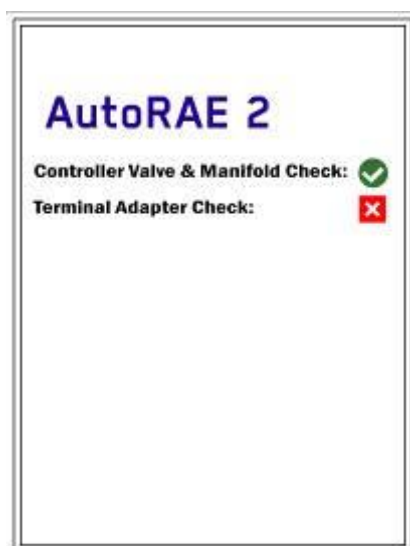 AutoRAE 2
Controller Valve & Manifold Check:
Terminal Adapter Check: